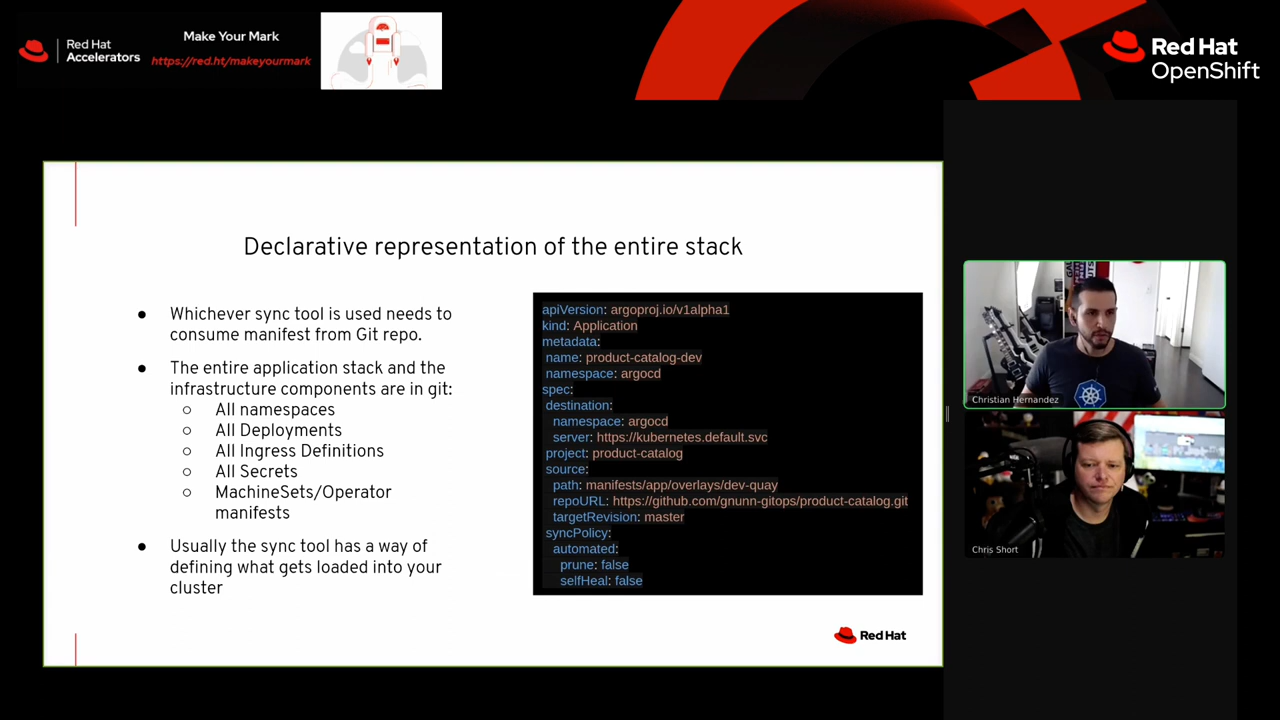 Red Hat
Accelerators
Make Your Mark
https://red.ht/makeyourmark
Red Hat
OpenShift
Declarative representation of the entire stack
● Whichever sync tool is used needs to
consume manifest from Git repo.
● The entire application stack and the
infrastructure components are in git:
○ All namespaces
○ All Deployments
○ All Ingress Definitions
○ All Secrets
○ MachineSets/Operator
manifests
● Usually the sync tool has a way of
defining what gets loaded into your
cluster
apiVersion: argoproj.io/v1alpha1
kind: Application
metadata:
name: product-catalog-dev
namespace: argocd
spec:
destination:
namespace: argocd
server: https://kubernetes.default.svc
project: product-catalog
source:
path: manifests/app/overlays/dev-quay
repoURL: https://github.com/gnunn-gitops/product-catalog.git
targetRevision: master
syncPolicy:
automated:
prune: false
selfHeal: false
Red Hat
Christian Hernandez
Chris Short